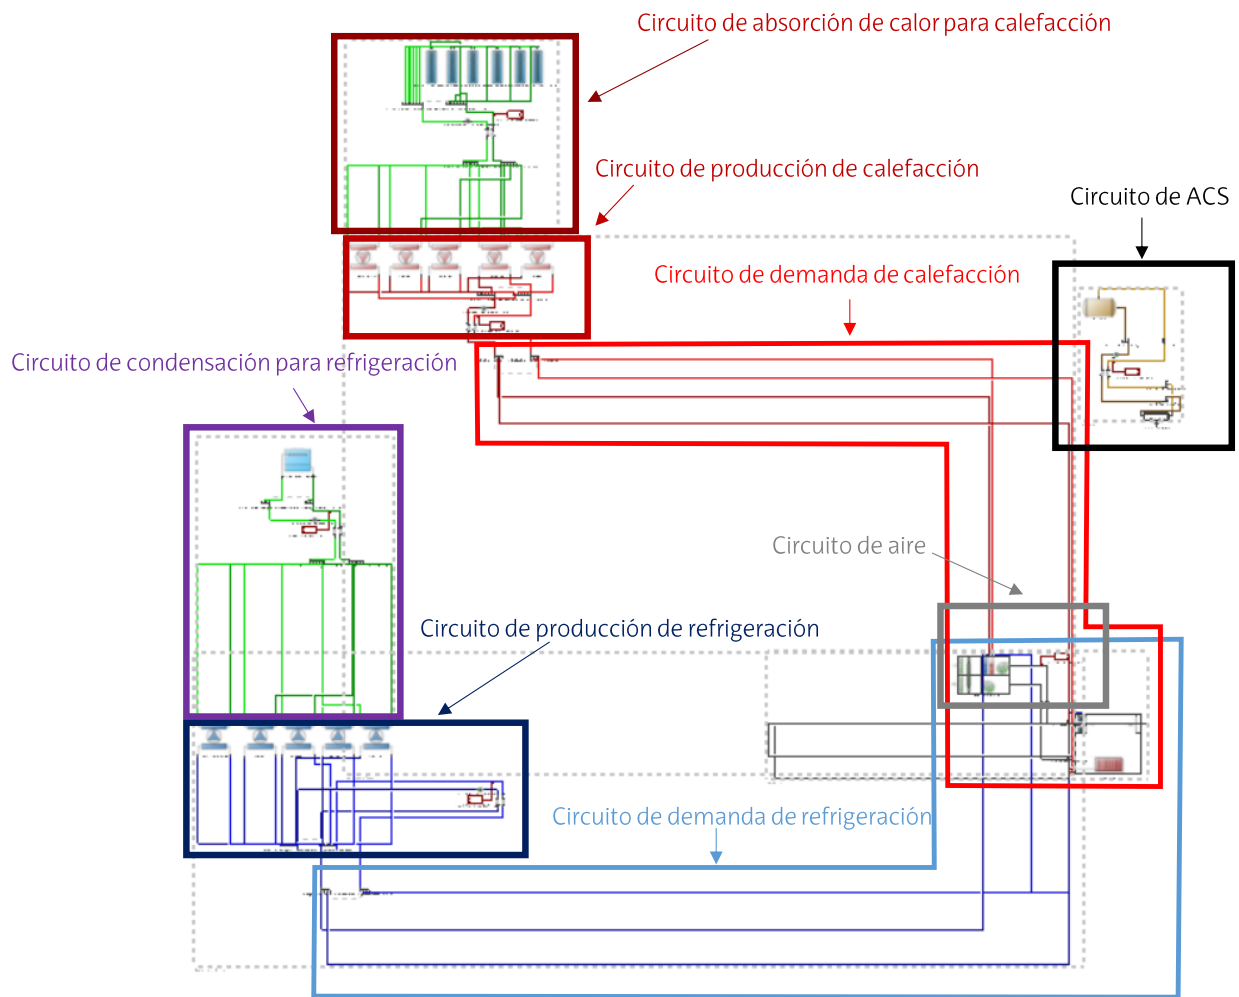 Circuito de absorción de calor para calefacción
Circuito de producción de calefacción
Circuito de ACS
Circuito de demanda de calefacción
Circuito de condensación para refrigeración
Circuito de aire
Circuito de producción de refrigeración
Circuito de demanda de refrigeración